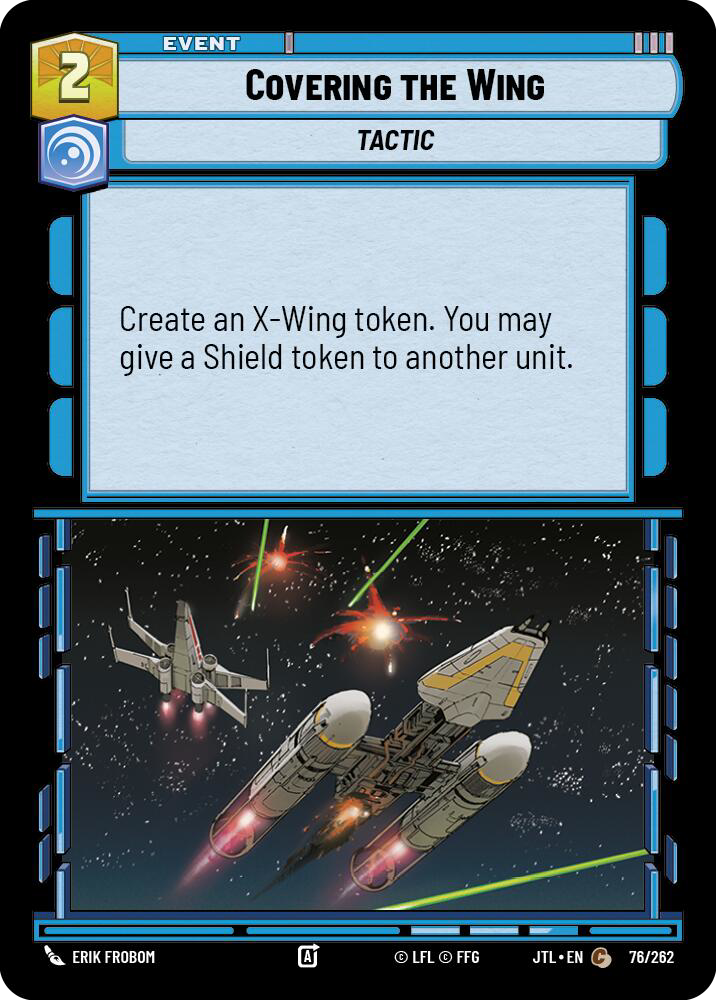 EVENT
2
COVERING THE WING
TACTIC
Create an X-Wing token. You may
give a Shield token to another unit.
ERIK FROBOM
A
© LFL © FFG
JTL • EN
C
76/262